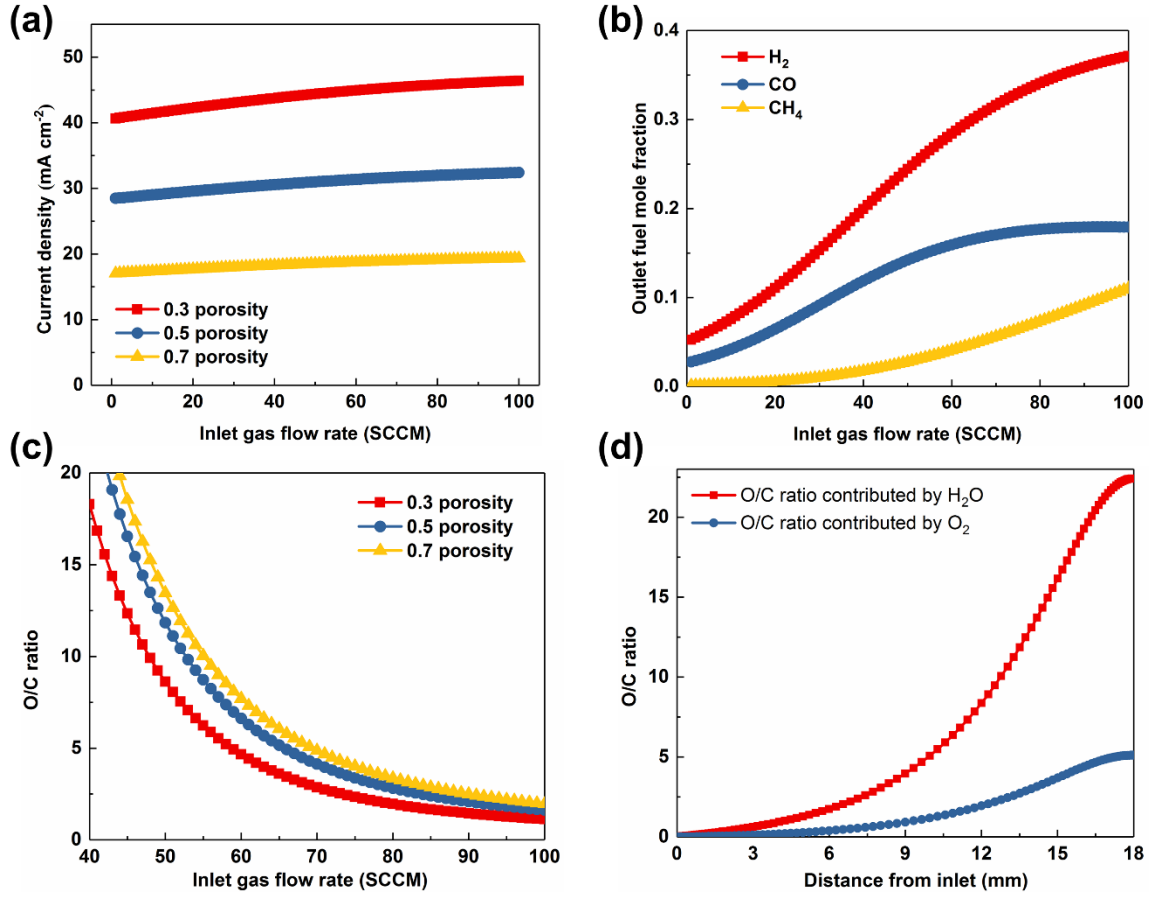 (a)
Current density (mA cm⁻²)
50
40
30
20
10
0
0.3 porosity
0.5 porosity
0.7 porosity
0 20 40 60 80 100
Inlet gas flow rate (SCCM)
(b)
Outlet fuel mole fraction
0.4
0.3
0.2
0.1
0.0
H₂
CO
CH₄
0 20 40 60 80 100
Inlet gas flow rate (SCCM)
(c)
O/C ratio
20
15
10
5
0
0.3 porosity
0.5 porosity
0.7 porosity
40 50 60 70 80 90 100
Inlet gas flow rate (SCCM)
(d)
O/C ratio
20
15
10
5
0
O/C ratio contributed by H₂O
O/C ratio contributed by O₂
0 3 6 9 12 15 18
Distance from inlet (mm)